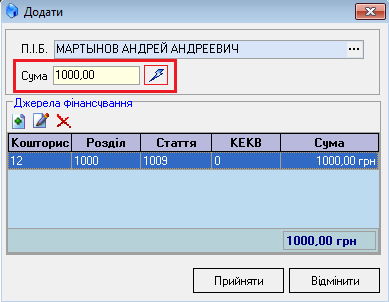 Додати
П.І.Б. МАРТЫНОВ АНДРЕЙ АНДРЕЕВИЧ ...
Сума 1000,00
Джерела фінансування
Кошторис Розділ Стаття КЕКВ Сума
12 1000 1009 0 1000,00 грн
1000,00 грн
Прийняти Відмінити